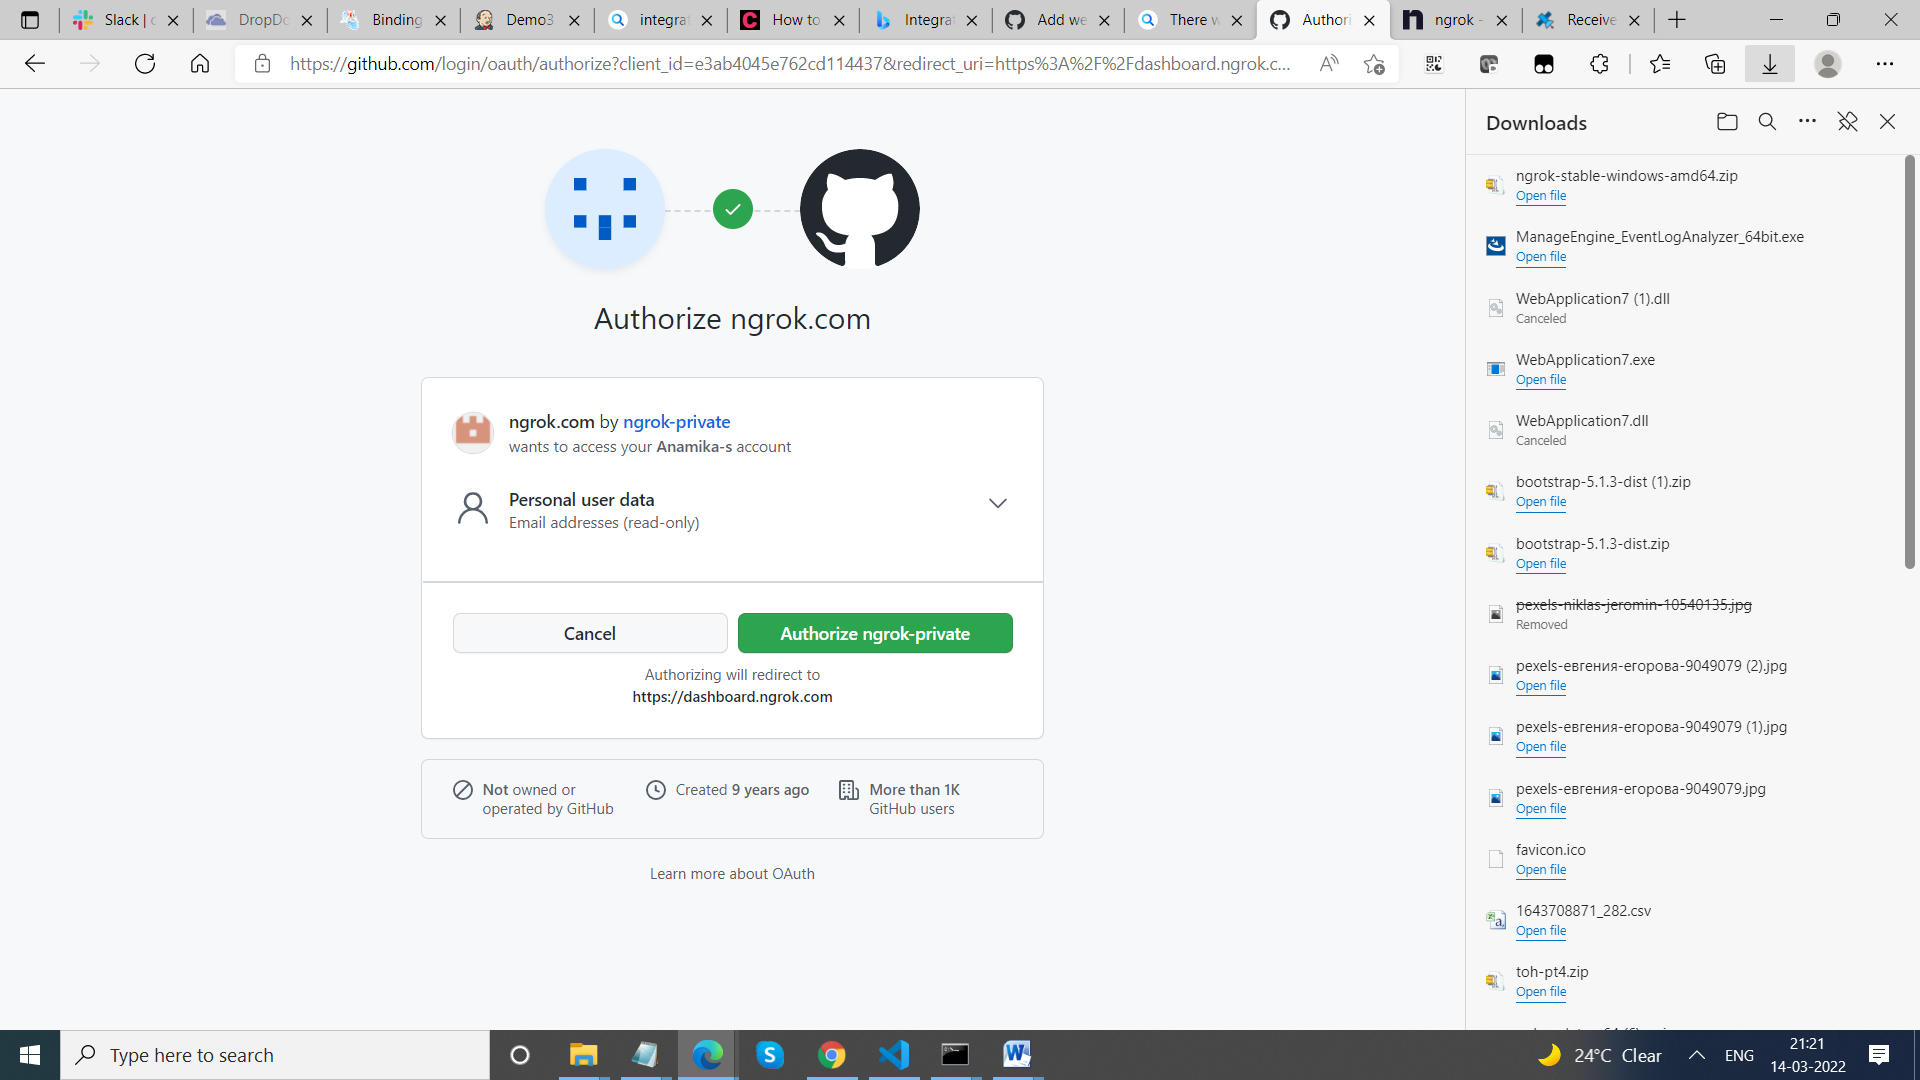 Slack | c
DropDo
Binding
Demo3
integrat
How to
Integrat
Add we
There w
Authori
ngrok -
Receive
https://github.com/login/oauth/authorize?client_id=e3ab4045e762cd114437&redirect_uri=https%3A%2F%2Fdashboard.ngrok.c...
Authorize ngrok.com
ngrok.com by ngrok-private
wants to access your Anamika-s account
Personal user data
Email addresses (read-only)
Cancel
Authorize ngrok-private
Authorizing will redirect to
https://dashboard.ngrok.com
Not owned or
operated by GitHub
Created 9 years ago
More than 1K
GitHub users
Learn more about OAuth
Downloads
ngrok-stable-windows-amd64.zip
Open file
ManageEngine_EventLogAnalyzer_64bit.exe
Open file
WebApplication7 (1).dll
Canceled
WebApplication7.exe
Open file
WebApplication7.dll
Canceled
bootstrap-5.1.3-dist (1).zip
Open file
bootstrap-5.1.3-dist.zip
Open file
pexels-niklas-jeromin-10540135.jpg
Removed
pexels-евгения-егорова-9049079 (2).jpg
Open file
pexels-евгения-егорова-9049079 (1).jpg
Open file
pexels-евгения-егорова-9049079.jpg
Open file
favicon.ico
Open file
1643708871_282.csv
Open file
toh-pt4.zip
Open file
Type here to search
24°C Clear
ENG
21:21
14-03-2022